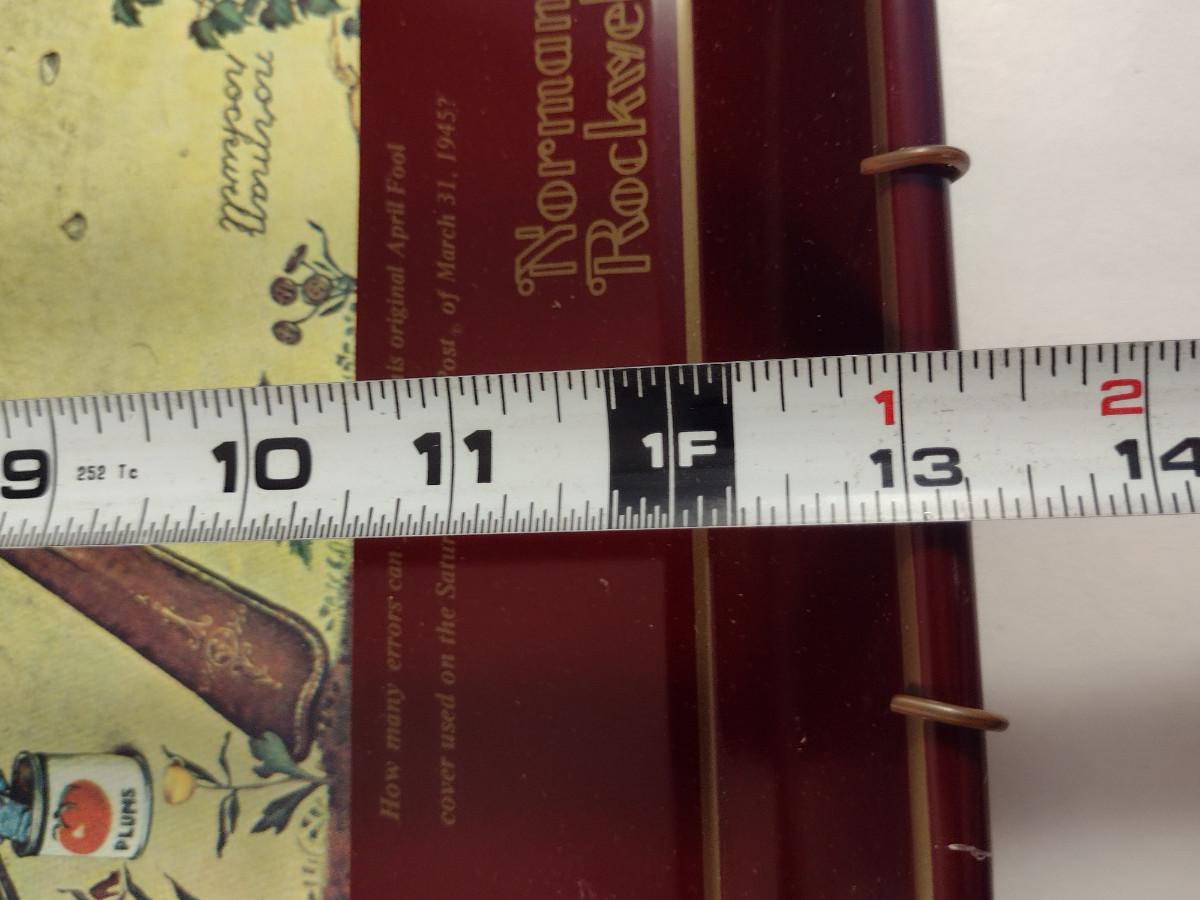 norman
rockwell
Norman
Rockwel
How many errors can is original April Fool
cover used on the Satur Post, of March 31, 1945?
PLUMS
1 2
9 252 Tc 10 11 1F 13 14